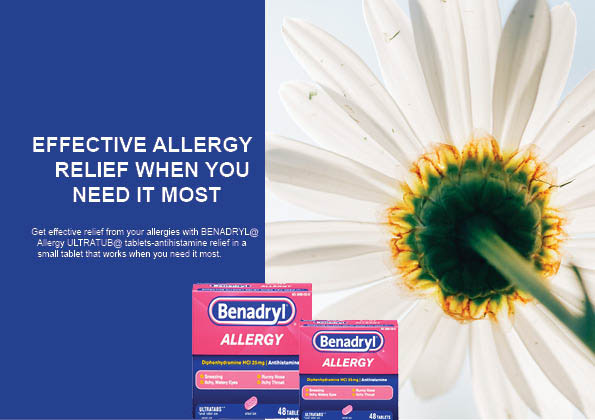 EFFECTIVE ALLERGY
RELIEF WHEN YOU
NEED IT MOST
Get effective relief from your allergies with BENADRYL@
Allergy ULTRATUB@ tablets-antihistamine relief in a
small tablet that works when you need it most.
Benadryl
ALLERGY
Diphenhydramine HCl 25 mg | Antihistamine
Sneezing
Runny Nose
Itchy, Watery Eyes
Itchy Throat
ULTRATABS
48 TABLE
Benadryl
ALLERGY
Diphenhydramine HCl 25 mg | Antihistamine
Sneezing
Runny Nose
Itchy, Watery Eyes
Itchy Throat
ULTRATABS
48 TABLETS